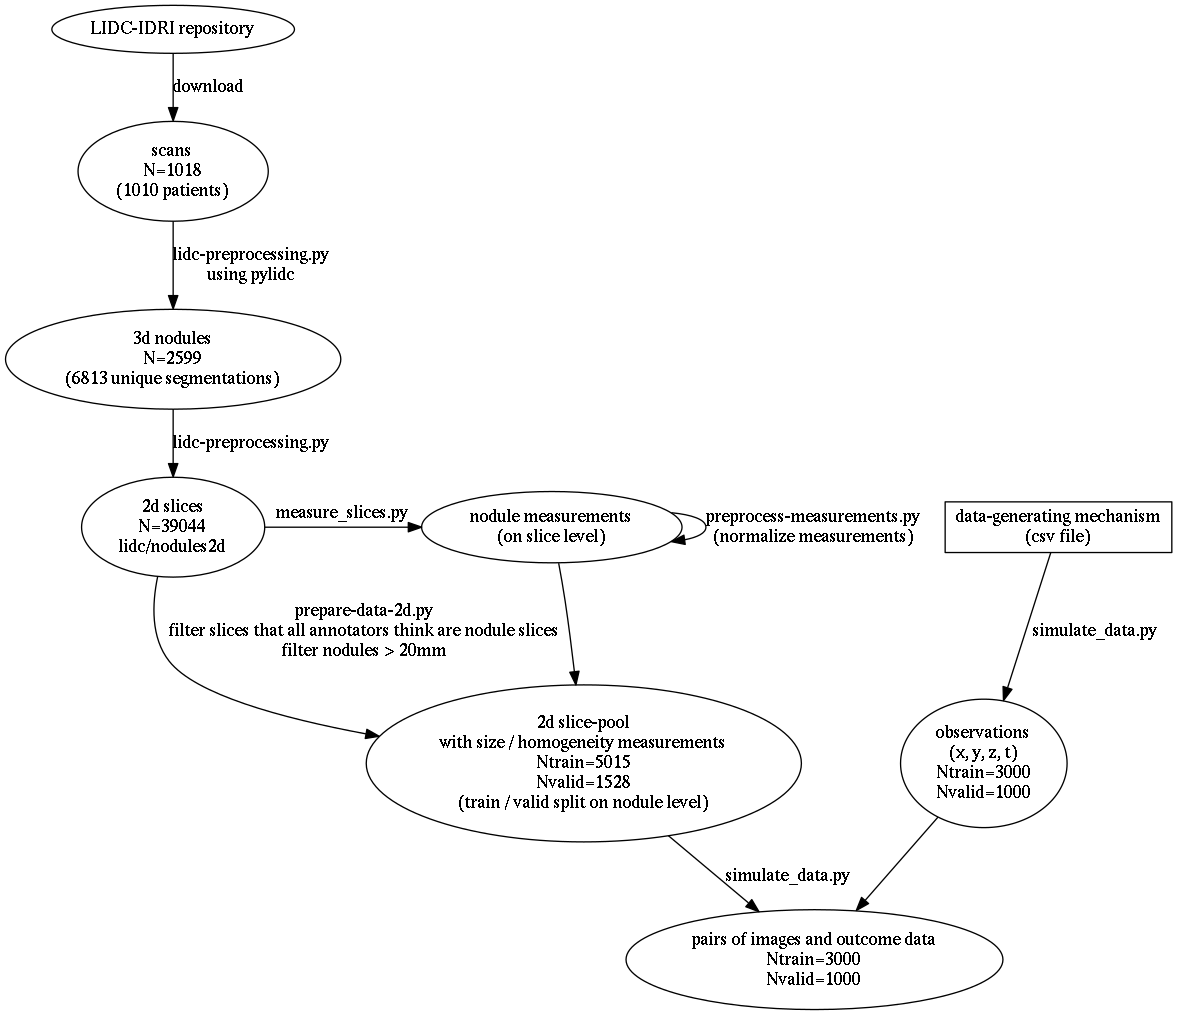 LIDC-IDRI repository
download
scans
N=1018
(1010 patients)
lidc-preprocessing.py
using pylidc
3d nodules
N=2599
(6813 unique segmentations)
lidc-preprocessing.py
2d slices
N=39044
lidc/nodules2d
measure_slices.py
nodule measurements
(on slice level)
preprocess-measurements.py
(normalize measurements)
data-generating mechanism
(csv file)
prepare-data-2d.py
filter slices that all annotators think are nodule slices
filter nodules > 20mm
simulate_data.py
2d slice-pool
with size / homogeneity measurements
Ntrain=5015
Nvalid=1528
(train / valid split on nodule level)
observations
(x, y, z, t)
Ntrain=3000
Nvalid=1000
simulate_data.py
pairs of images and outcome data
Ntrain=3000
Nvalid=1000